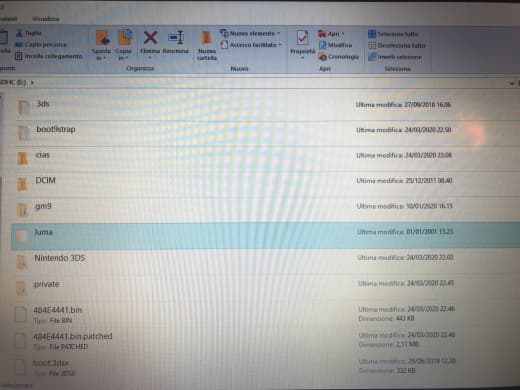 Visualizza
Taglia
Copia percorso
Incolla collegamento
Sposta in
Copia in
Elimina
Rinomina
Nuova cartella
Nuovo elemento
Accesso facilitato
Proprietà
Apri
Modifica
Cronologia
Seleziona tutto
Deseleziona tutto
Inverti selezione
Organizza
Nuovo
Apri
Seleziona
SDHC (E:)
3ds Ultima modifica: 27/09/2018 16.06
boot9strap Ultima modifica: 24/03/2020 22.50
cias Ultima modifica: 24/03/2020 23.08
DCIM Ultima modifica: 25/12/2011 08.40
gm9 Ultima modifica: 10/01/2020 16.15
luma Ultima modifica: 01/01/2001 13.25
Nintendo 3DS Ultima modifica: 24/03/2020 22.02
private Ultima modifica: 24/03/2020 22.45
484E4441.bin Ultima modifica: 24/03/2020 22.46
Tipo: File BIN Dimensione: 443 KB
484E4441.bin.patched Ultima modifica: 24/03/2020 22.46
Tipo: File PATCHED Dimensione: 2,11 MB
boot.3dsx Ultima modifica: 29/06/2018 12.39
Tipo: File 3DSX Dimensione: 332 KB